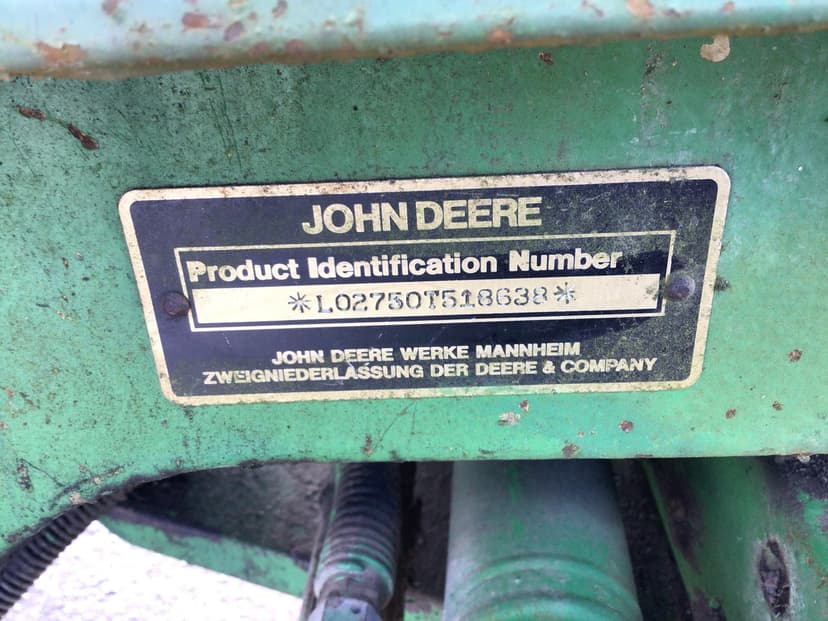 JOHN DEERE
Product Identification Number
*L02750T518638*
JOHN DEERE WERKE MANNHEIM
ZWEIGNIEDERLASSUNG DER DEERE & COMPANY